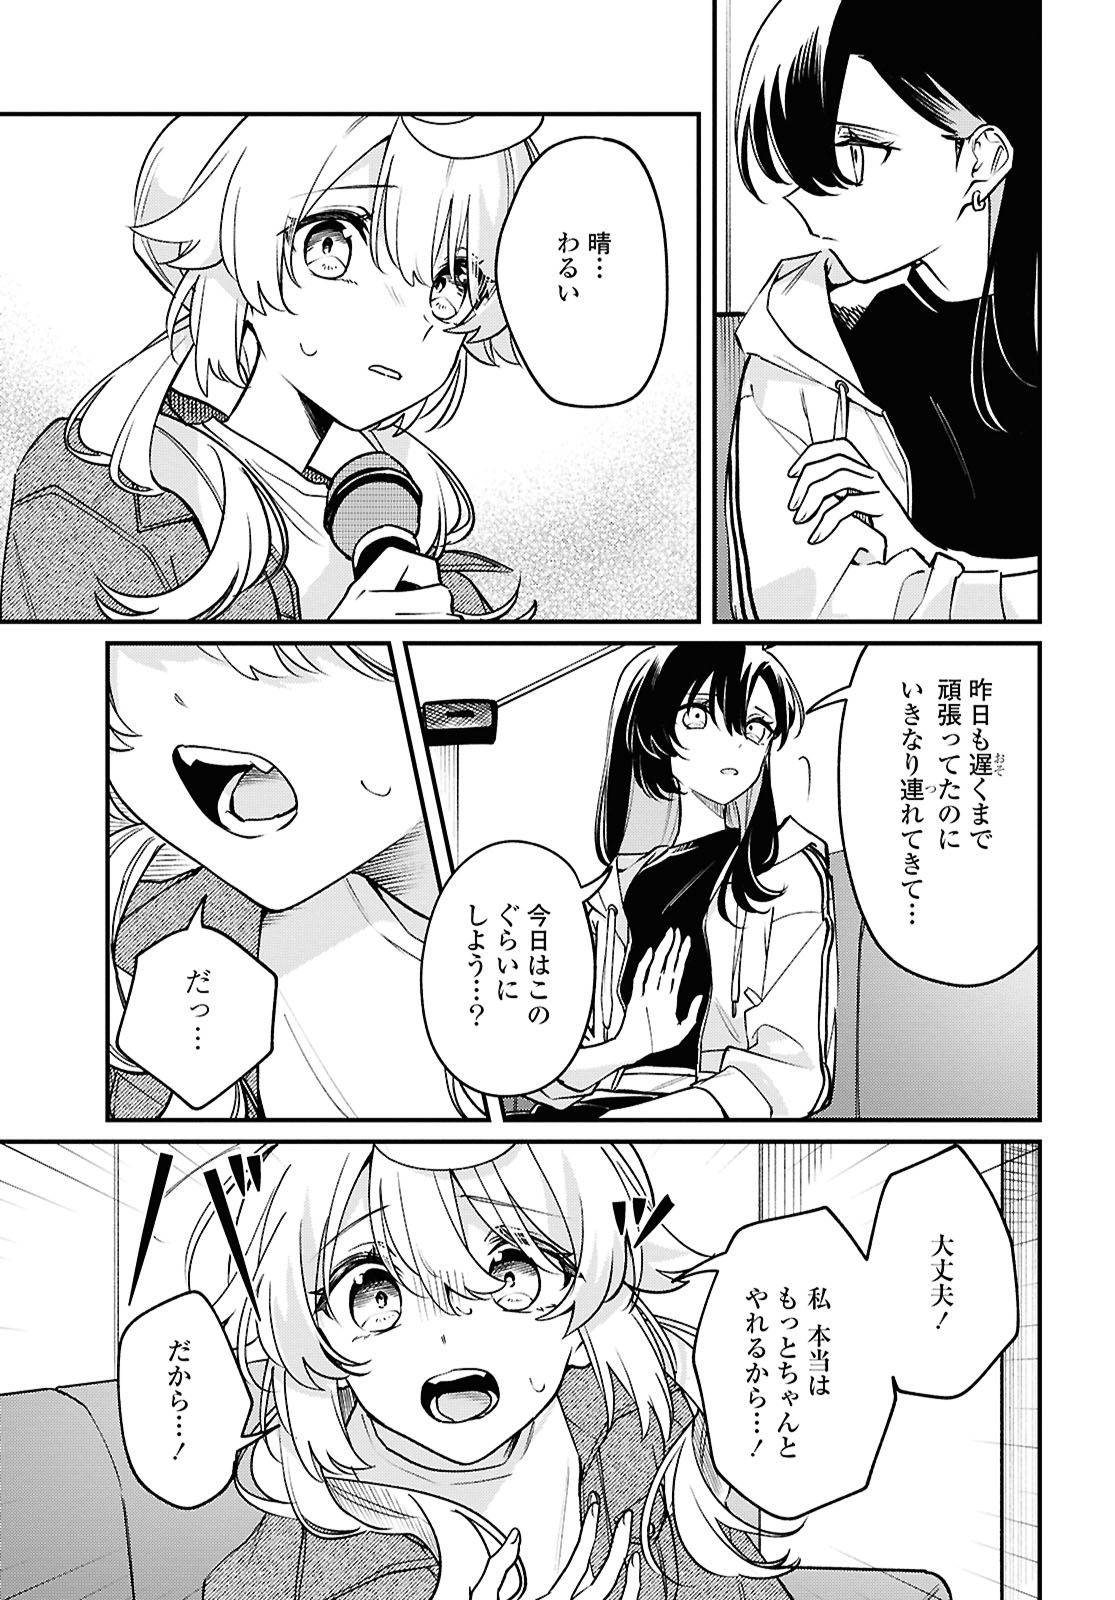 晴…
わるい
昨日も遅くまで
頑張ってたのに
いきなり連れてきて…
おそ
つ
今日はこの
ぐらいに
しよう…？
だっ…
大丈夫！
私 本当は
もっとちゃんと
やれるから…！
だから…！